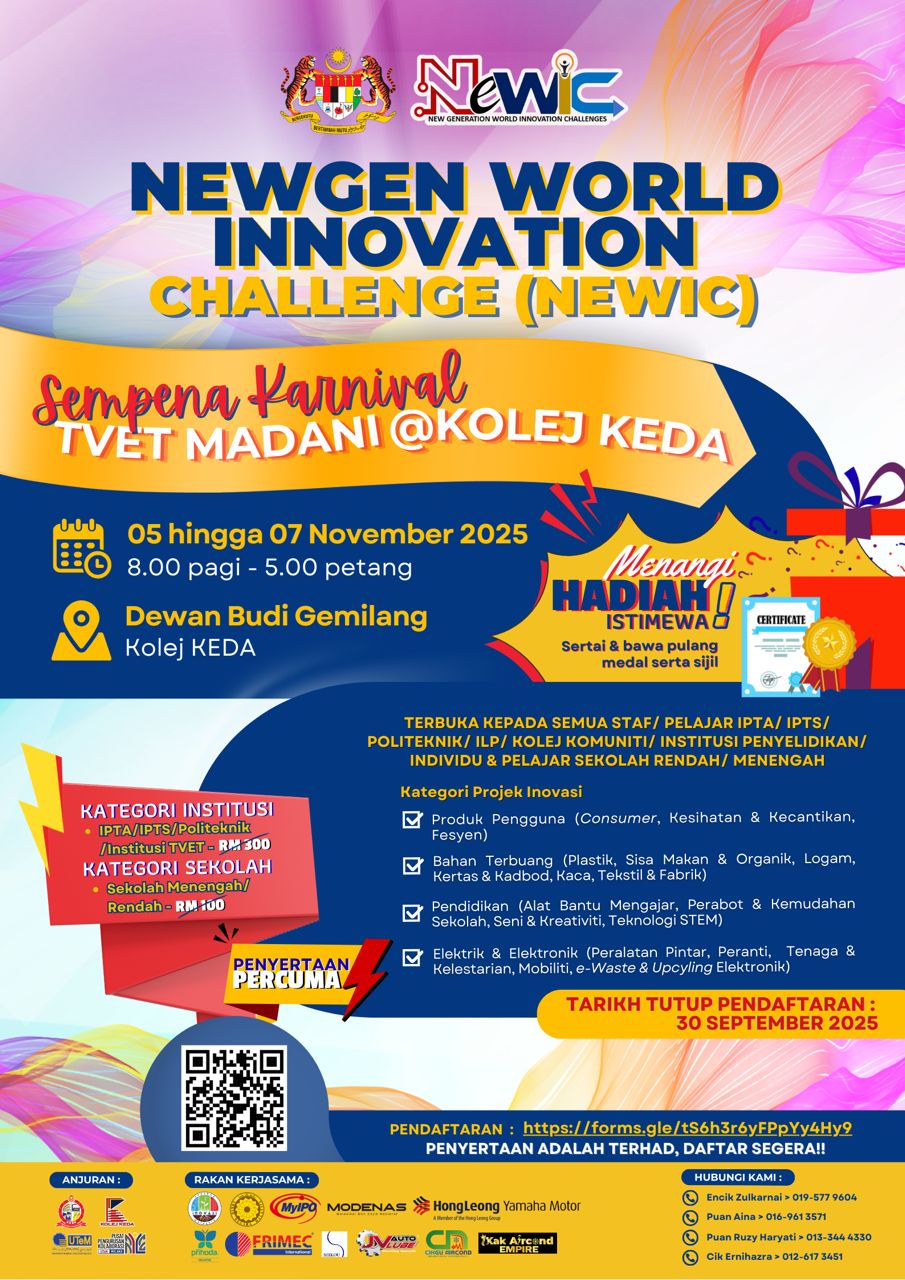 NEWIC
NEW GENERATION WORLD INNOVATION CHALLENGES
NEWGEN WORLD
INNOVATION
CHALLENGE (NEWIC)
Sempena Karnival
TVET MADANI @KOLEJ KEDA
05 hingga 07 November 2025
8.00 pagi - 5.00 petang
Dewan Budi Gemilang
Kolej KEDA
Menangi
HADIAH
ISTIMEWA!
Sertai & bawa pulang
medal serta sijil
CERTIFICATE
TERBUKA KEPADA SEMUA STAF/ PELAJAR IPTA/ IPTS/
POLITEKNIK/ ILP/ KOLEJ KOMUNITI/ INSTITUSI PENYELIDIKAN/
INDIVIDU & PELAJAR SEKOLAH RENDAH/ MENENGAH
KATEGORI INSTITUSI
• IPTA/IPTS/Politeknik
/Institusi TVET - RM 300
KATEGORI SEKOLAH
• Sekolah Menengah/
Rendah - RM 100
PENYERTAAN
PERCUMA
Kategori Projek Inovasi
Produk Pengguna (Consumer, Kesihatan & Kecantikan,
Fesyen)
Bahan Terbuang (Plastik, Sisa Makan & Organik, Logam,
Kertas & Kadbod, Kaca, Tekstil & Fabrik)
Pendidikan (Alat Bantu Mengajar, Perabot & Kemudahan
Sekolah, Seni & Kreativiti, Teknologi STEM)
Elektrik & Elektronik (Peralatan Pintar, Peranti, Tenaga &
Kelestarian, Mobiliti, e-Waste & Upcyling Elektronik)
TARIKH TUTUP PENDAFTARAN :
30 SEPTEMBER 2025
PENDAFTARAN : https://forms.gle/tS6h3r6yFPpYy4Hy9
PENYERTAAN ADALAH TERHAD, DAFTAR SEGERA!!
ANJURAN :
KOLEJ KEDA
UTeM
RAKAN KERJASAMA :
MyIPO
MODENAS
HongLeong Yamaha Motor
A Member of the Hong Leong Group
prihoda
ERIMEC
International
JV AUTO
LUBE
CHGU AIRCOND
Kak Aircond
EMPIRE
HUBUNGI KAMI :
Encik Zulkarnai > 019-577 9604
Puan Aina > 016-961 3571
Puan Ruzy Haryati > 013-344 4330
Cik Ernihazra > 012-617 3451